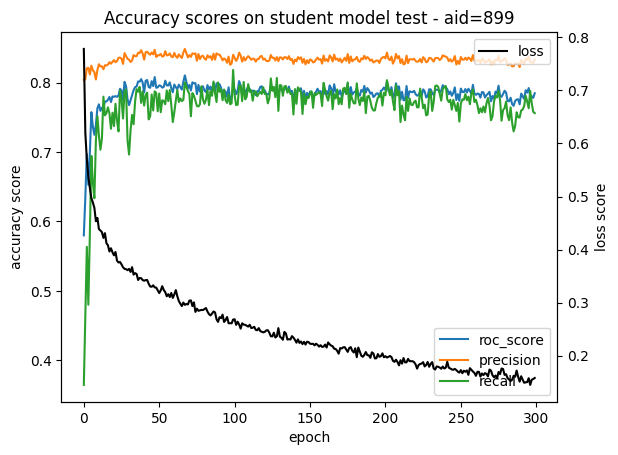 Accuracy scores on student model test - aid=899
accuracy score
0.8
0.7
0.6
0.5
0.4
0
50
100
150
200
250
300
epoch
0.8
0.7
0.6
0.5
0.4
0.3
0.2
loss score
loss
roc_score
precision
recall